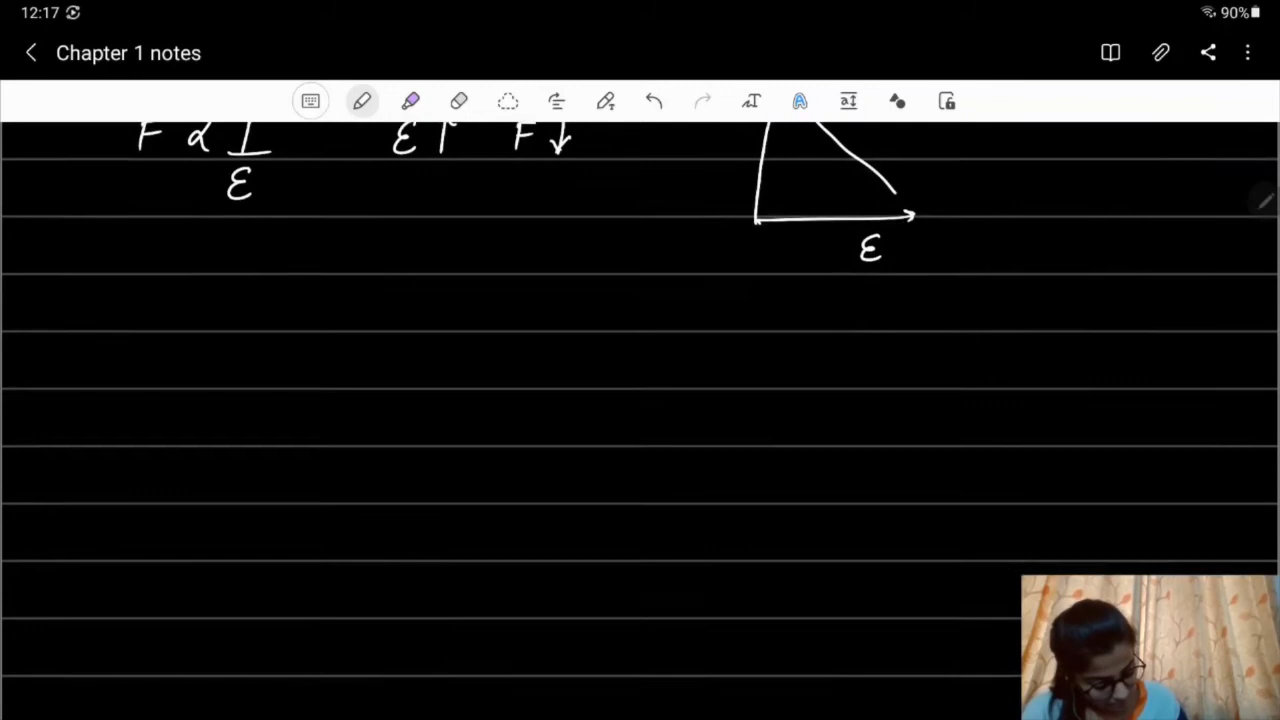 12:17 90%
Chapter 1 notes
F ∝ 1/ε ε↑ F↓
ε